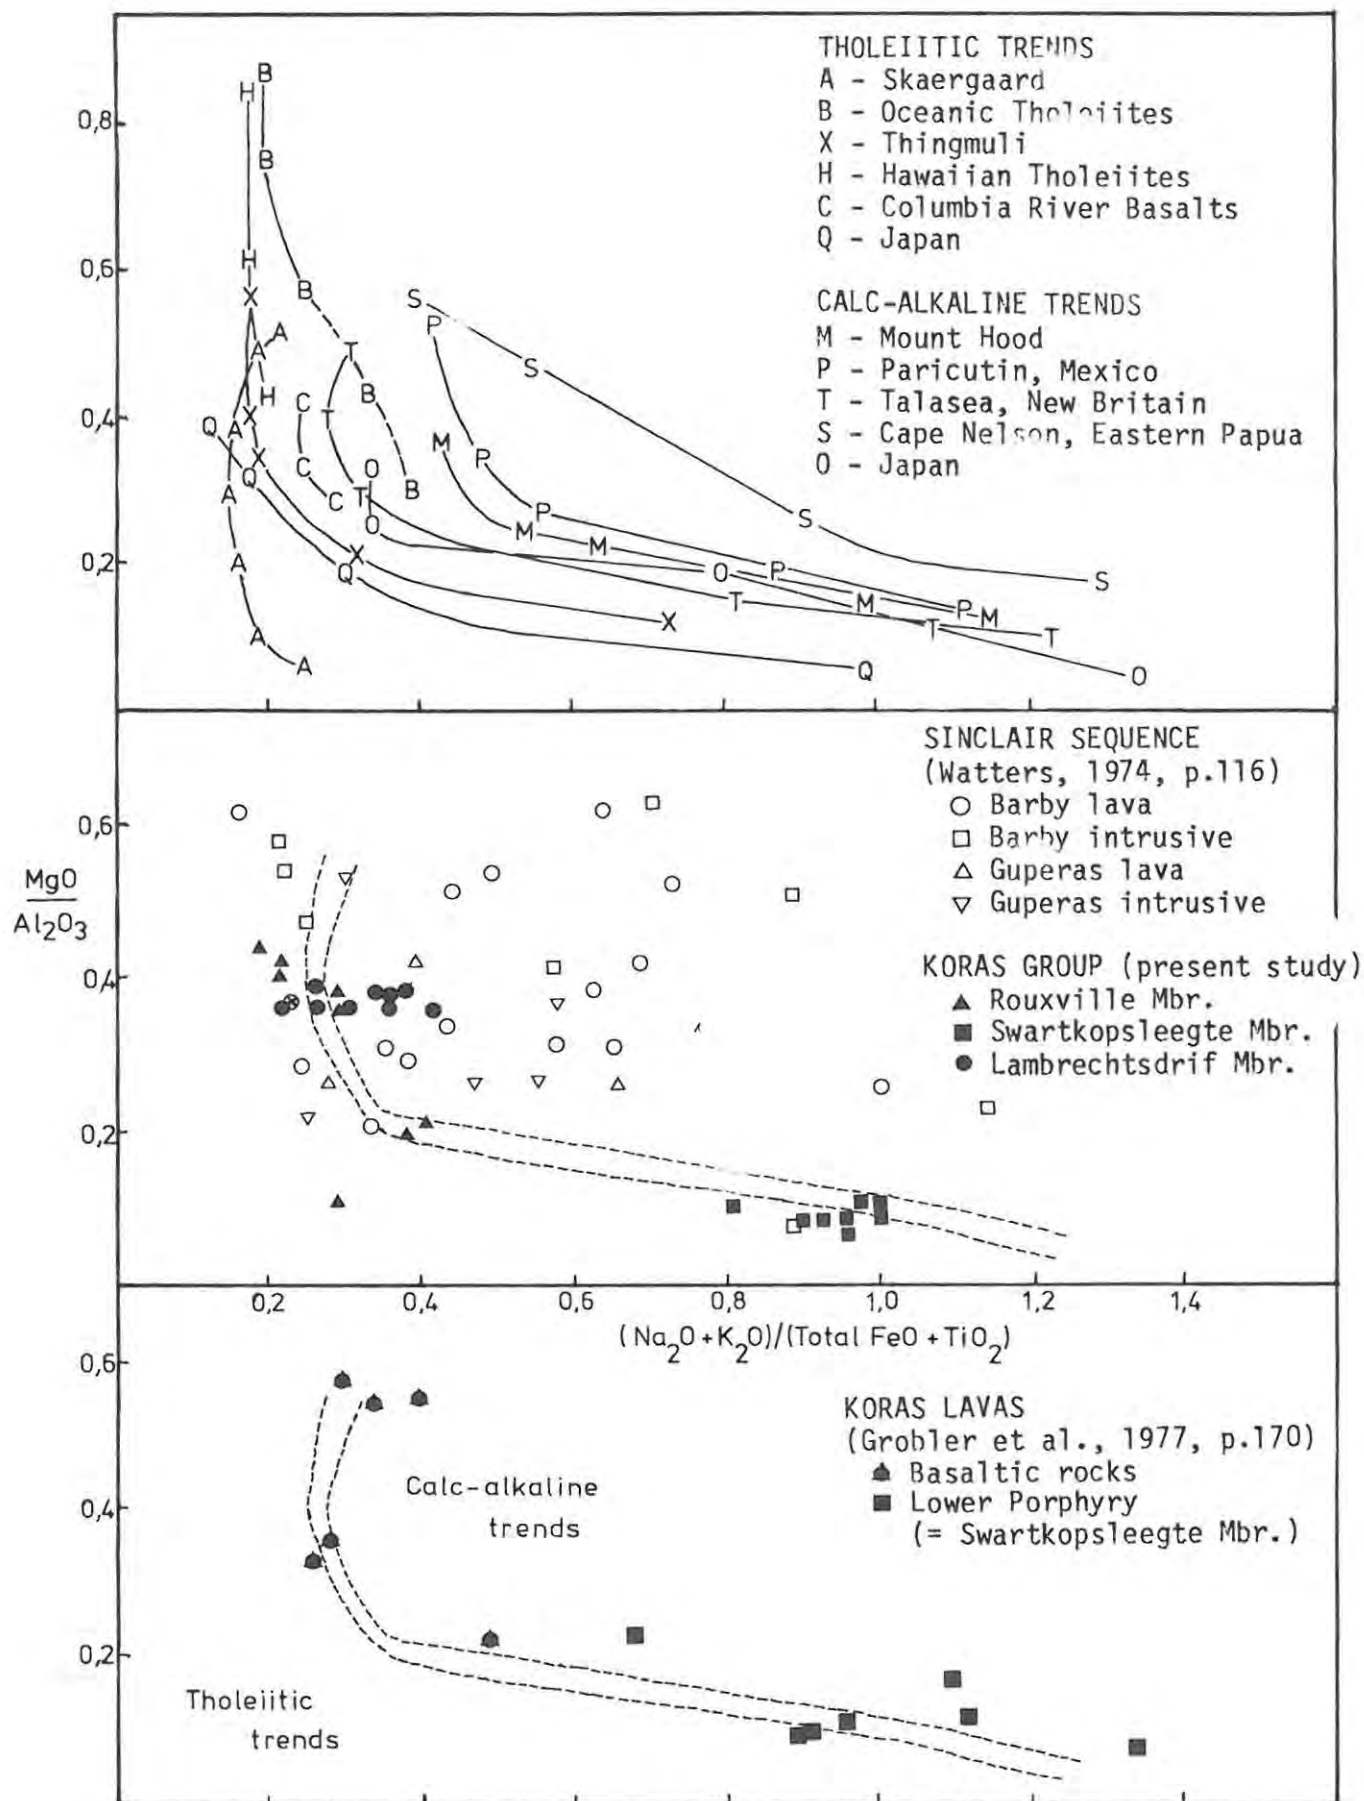 THOLEIITIC TRENDS
A - Skaergaard
B - Oceanic Tholeiites
X - Thingmuli
H - Hawaiian Tholeiites
C - Columbia River Basalts
Q - Japan
CALC-ALKALINE TRENDS
M - Mount Hood
P - Paricutin, Mexico
T - Talasea, New Britain
S - Cape Nelson, Eastern Papua
O - Japan
0,8
0,6
0,4
0,2
H
B
B
H
X
B
A
A
H
X
A
X
Q
Q
A
A
A
A
C
C
C
T
T
T
B
B
O
O
X
Q
S
P
S
M
P
P
M
M
S
O
P
T
M
P
M
T
T
S
X
Q
O
SINCLAIR SEQUENCE
(Watters, 1974, p.116)
Barby lava
Barby intrusive
Guperas lava
Guperas intrusive
KORAS GROUP (present study)
Rouxville Mbr.
Swartkopsleegte Mbr.
Lambrechtsdrif Mbr.
MgO
Al2O3
0,6
0,4
0,2
0,2
0,4
0,6
0,8
1,0
1,2
1,4
(Na2O+K2O)/(Total FeO+TiO2)
0,6
0,4
0,2
KORAS LAVAS
(Grobler et al., 1977, p.170)
Basaltic rocks
Lower Porphyry
(= Swartkopsleegte Mbr.)
Calc-alkaline
trends
Tholeiitic
trends